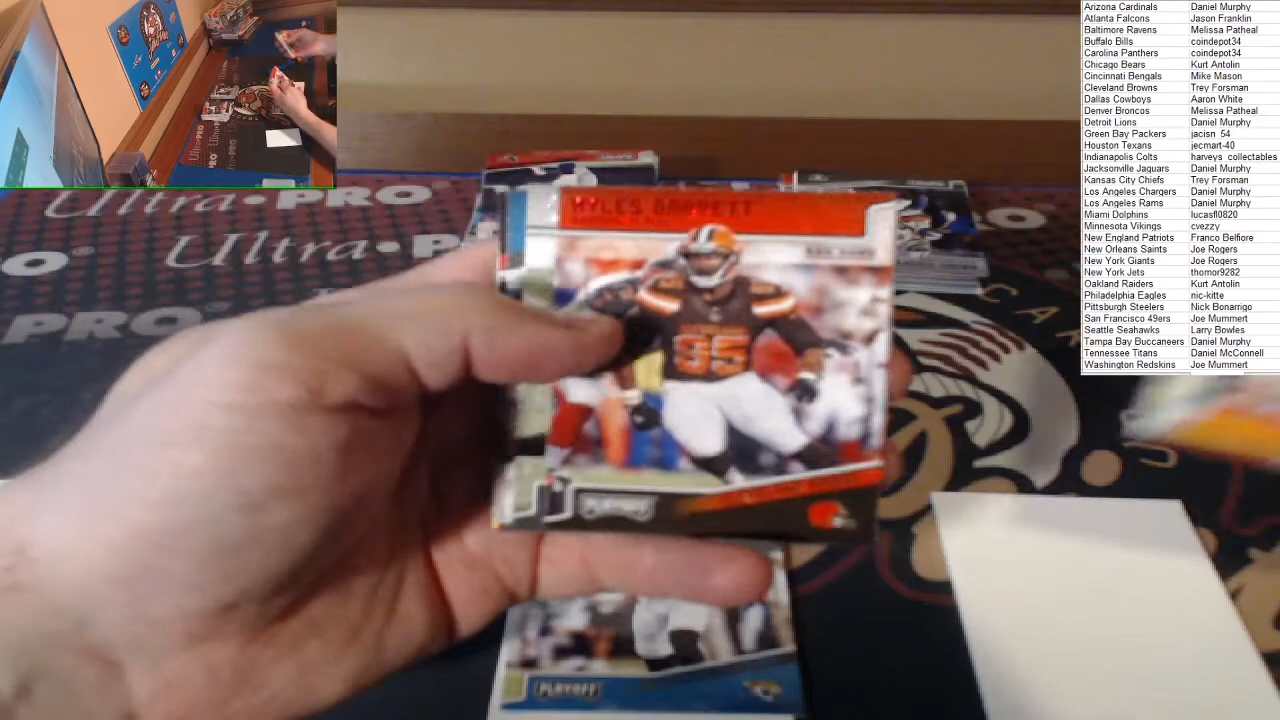 Arizona Cardinals Daniel Murphy
Atlanta Falcons Jason Franklin
Baltimore Ravens Melissa Patheal
Buffalo Bills coindepot34
Carolina Panthers coindepot34
Chicago Bears Kurt Antolin
Cincinnati Bengals Mike Mason
Cleveland Browns Trey Forsman
Dallas Cowboys Aaron White
Denver Broncos Melissa Patheal
Detroit Lions Daniel Murphy
Green Bay Packers jacisn_54
Houston Texans jecmart-40
Indianapolis Colts harveys_collectables
Jacksonville Jaguars Daniel Murphy
Kansas City Chiefs Trey Forsman
Los Angeles Chargers Daniel Murphy
Los Angeles Rams Daniel Murphy
Miami Dolphins lucasfl0820
Minnesota Vikings cvezzy
New England Patriots Franco Belfiore
New Orleans Saints Joe Rogers
New York Giants Joe Rogers
New York Jets thomor9282
Oakland Raiders Kurt Antolin
Philadelphia Eagles nic-kitte
Pittsburgh Steelers Nick Bonarrigo
San Francisco 49ers Joe Mummert
Seattle Seahawks Larry Bowles
Tampa Bay Buccaneers Daniel Murphy
Tennessee Titans Daniel McConnell
Washington Redskins Joe Mummert
Ultra·PRO
Ultra·PRO
PRO
MYLES GARRETT
95
PLAYOFF
PLAYOFF